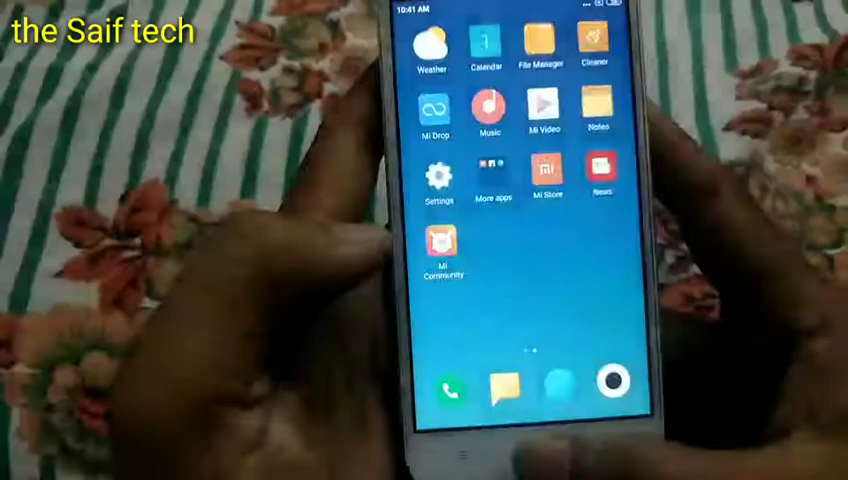 the Saif tech
10:41 AM
Weather
Calendar
File Manager
Cleaner
Mi Drop
Music
Mi Video
Notes
Settings
More apps
Mi Store
News
Mi
Community